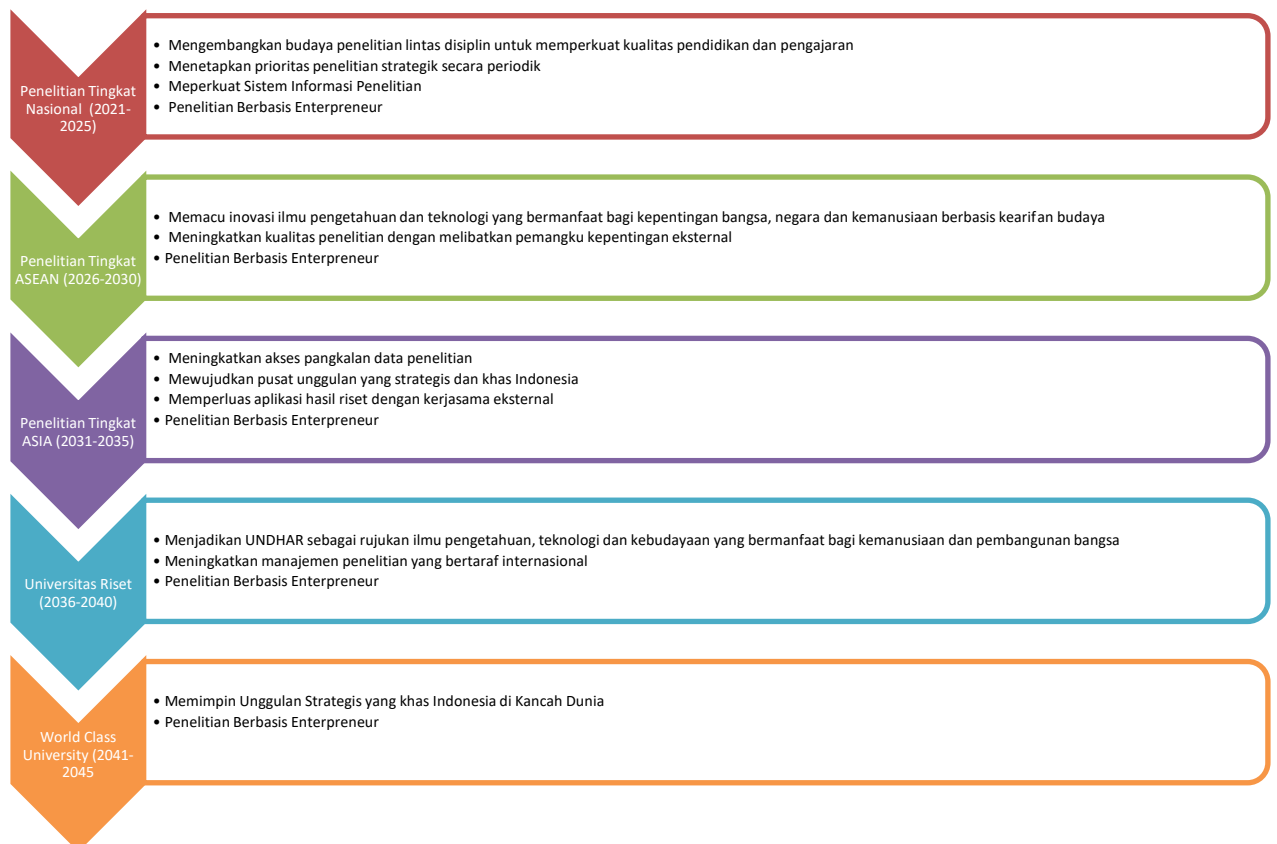 Penelitian Tingkat
Nasional (2021-
2025)
• Mengembangkan budaya penelitian lintas disiplin untuk memperkuat kualitas pendidikan dan pengajaran
• Menetapkan prioritas penelitian strategik secara periodik
• Meperkuat Sistem Informasi Penelitian
• Penelitian Berbasis Enterpreneur
Penelitian Tingkat
ASEAN (2026-2030)
• Memacu inovasi ilmu pengetahuan dan teknologi yang bermanfaat bagi kepentingan bangsa, negara dan kemanusiaan berbasis kearifan budaya
• Meningkatkan kualitas penelitian dengan melibatkan pemangku kepentingan eksternal
• Penelitian Berbasis Enterpreneur
Penelitian Tingkat
ASIA (2031-2035)
• Meningkatkan akses pangkalan data penelitian
• Mewujudkan pusat unggulan yang strategis dan khas Indonesia
• Memperluas aplikasi hasil riset dengan kerjasama eksternal
• Penelitian Berbasis Enterpreneur
Universitas Riset
(2036-2040)
• Menjadikan UNDHAR sebagai rujukan ilmu pengetahuan, teknologi dan kebudayaan yang bermanfaat bagi kemanusiaan dan pembangunan bangsa
• Meningkatkan manajemen penelitian yang bertaraf internasional
• Penelitian Berbasis Enterpreneur
World Class
University (2041-
2045
• Memimpin Unggulan Strategis yang khas Indonesia di Kancah Dunia
• Penelitian Berbasis Enterpreneur